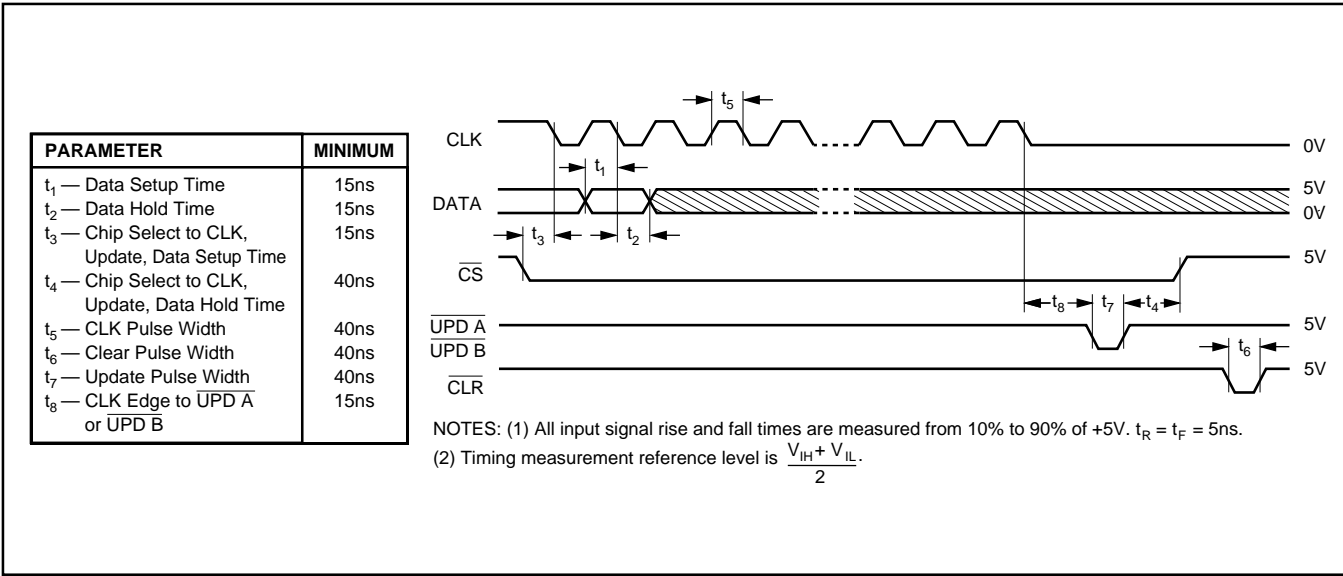 PARAMETER MINIMUM
t1 — Data Setup Time 15ns
t2 — Data Hold Time 15ns
t3 — Chip Select to CLK, 15ns
Update, Data Setup Time
t4 — Chip Select to CLK, 40ns
Update, Data Hold Time
t5 — CLK Pulse Width 40ns
t6 — Clear Pulse Width 40ns
t7 — Update Pulse Width 40ns
t8 — CLK Edge to UPD A 15ns
or UPD B
t5
CLK 0V
t1
DATA 5V
0V
t3 t2
CS 5V
t8 t7 t4
UPD A 5V
UPD B
t6
CLR 5V
NOTES: (1) All input signal rise and fall times are measured from 10% to 90% of +5V. tR = tF = 5ns.
(2) Timing measurement reference level is VIH + VIL / 2.